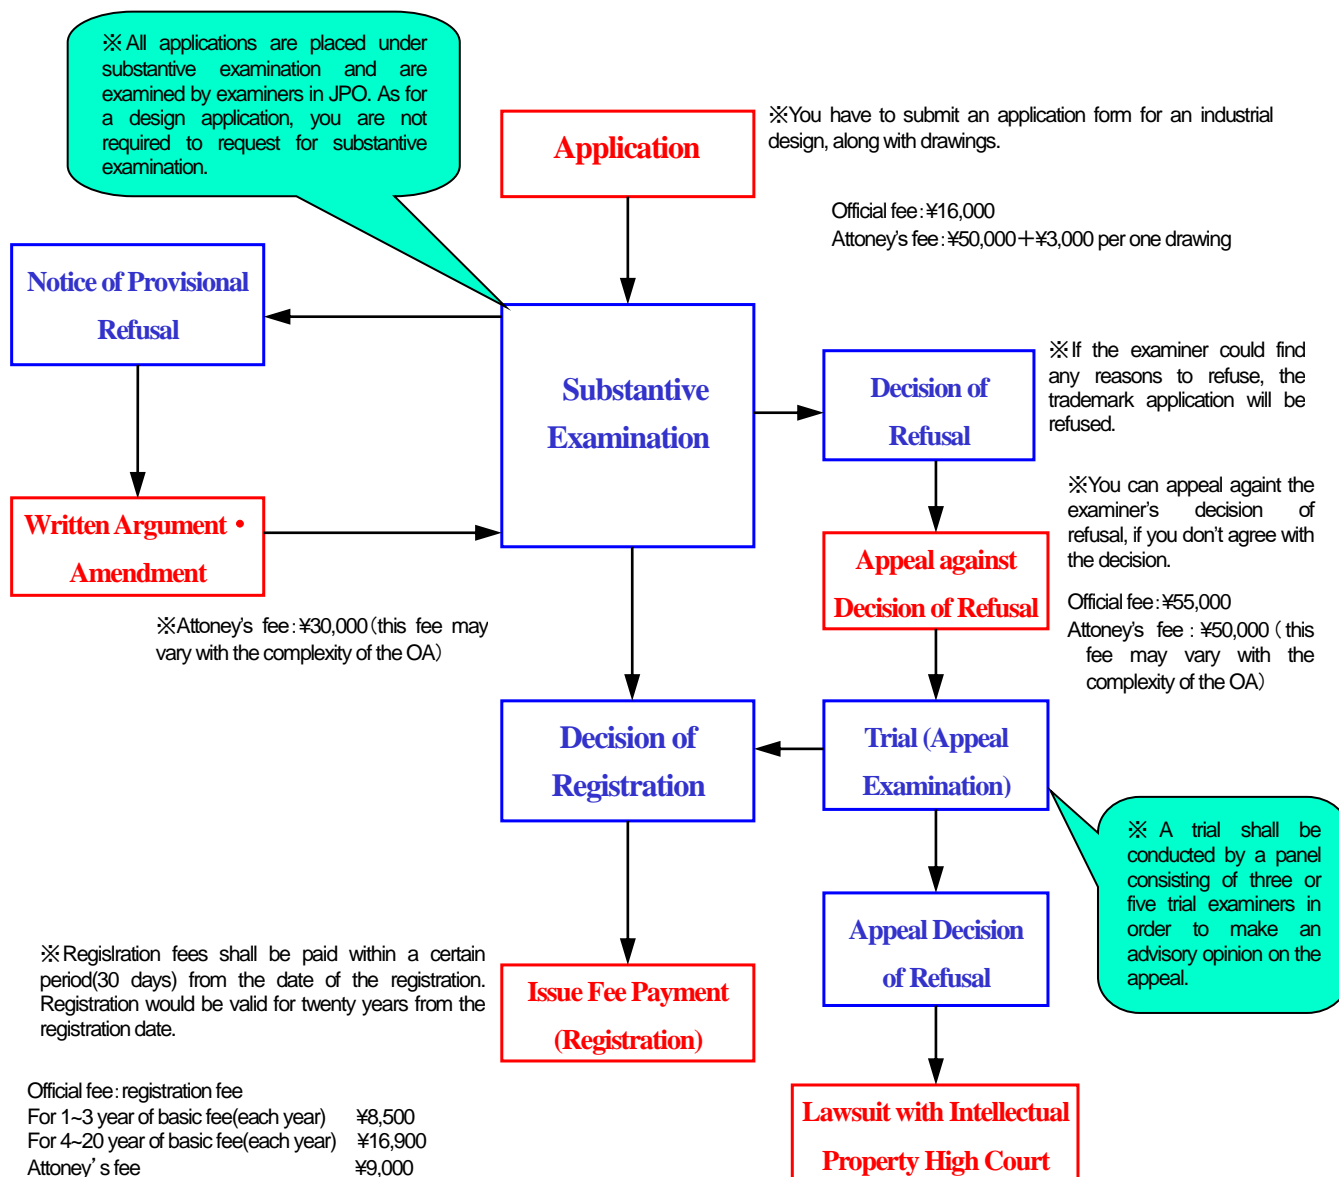 ※All applications are placed under
substantive examination and are
examined by examiners in JPO. As for
a design application, you are not
required to request for substantive
examination.
Application
※You have to submit an application form for an industrial
design, along with drawings.
Official fee:¥16,000
Attoney's fee:¥50,000+¥3,000 per one drawing
Notice of Provisional
Refusal
Substantive
Examination
Decision of
Refusal
※If the examiner could find
any reasons to refuse, the
trademark application will be
refused.
Written Argument・
Amendment
※Attoney's fee:¥30,000(this fee may
vary with the complexity of the OA)
※You can appeal againt the
examiner's decision of
refusal, if you don't agree with
the decision.
Appeal against
Decision of Refusal
Official fee:¥55,000
Attoney's fee:¥50,000(this
fee may vary with the
complexity of the OA)
Decision of
Registration
Trial (Appeal
Examination)
※ A trial shall be
conducted by a panel
consisting of three or
five trial examiners in
order to make an
advisory opinion on the
appeal.
Appeal Decision
of Refusal
※Regislration fees shall be paid within a certain
period(30 days) from the date of the registration.
Registration would be valid for twenty years from the
registration date.
Issue Fee Payment
(Registration)
Official fee:registration fee
For 1~3 year of basic fee(each year) ¥8,500
For 4~20 year of basic fee(each year) ¥16,900
Attoney's fee ¥9,000
Lawsuit with Intellectual
Property High Court